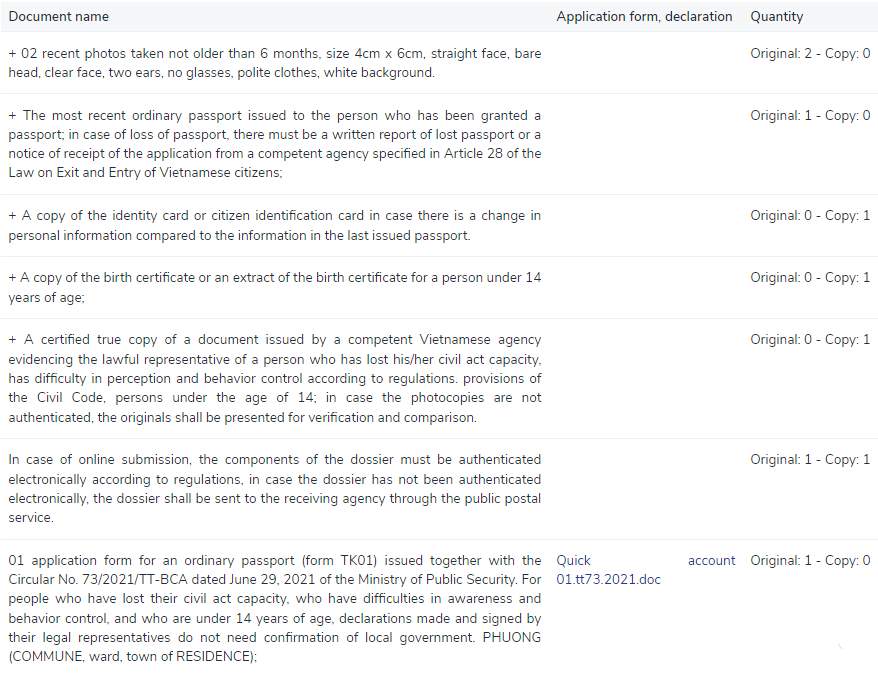 Document name Application form, declaration Quantity
+ 02 recent photos taken not older than 6 months, size 4cm x 6cm, straight face, bare Original: 2 - Copy: 0
head, clear face, two ears, no glasses, polite clothes, white background.
+ The most recent ordinary passport issued to the person who has been granted a Original: 1 - Copy: 0
passport; in case of loss of passport, there must be a written report of lost passport or a
notice of receipt of the application from a competent agency specified in Article 28 of the
Law on Exit and Entry of Vietnamese citizens;
+ A copy of the identity card or citizen identification card in case there is a change in Original: 0 - Copy: 1
personal information compared to the information in the last issued passport.
+ A copy of the birth certificate or an extract of the birth certificate for a person under 14 Original: 0 - Copy: 1
years of age;
+ A certified true copy of a document issued by a competent Vietnamese agency Original: 0 - Copy: 1
evidencing the lawful representative of a person who has lost his/her civil act capacity,
has difficulty in perception and behavior control according to regulations. provisions of
the Civil Code, persons under the age of 14; in case the photocopies are not
authenticated, the originals shall be presented for verification and comparison.
In case of online submission, the components of the dossier must be authenticated Original: 1 - Copy: 1
electronically according to regulations, in case the dossier has not been authenticated
electronically, the dossier shall be sent to the receiving agency through the public postal
service.
01 application form for an ordinary passport (form TK01) issued together with the Quick account Original: 1 - Copy: 0
Circular No. 73/2021/TT-BCA dated June 29, 2021 of the Ministry of Public Security. For 01.tt73.2021.doc
people who have lost their civil act capacity, who have difficulties in awareness and
behavior control, and who are under 14 years of age, declarations made and signed by
their legal representatives do not need confirmation of local government. PHUONG
(COMMUNE, ward, town of RESIDENCE);